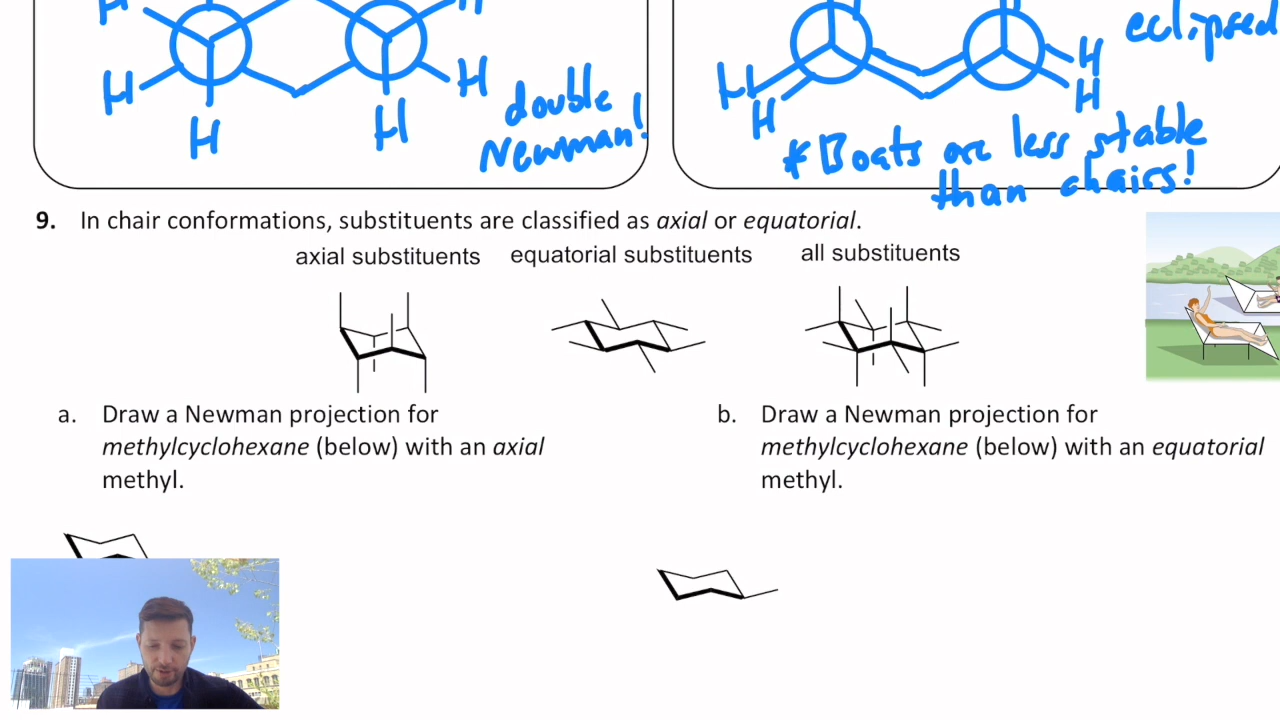 H
H
H
H
H
H
double
Newman!
H
H
H
H
eclipsed
* Boats are less stable
than chairs!
9. In chair conformations, substituents are classified as axial or equatorial.
axial substituents equatorial substituents all substituents
a. Draw a Newman projection for
methylcyclohexane (below) with an axial
methyl.
b. Draw a Newman projection for
methylcyclohexane (below) with an equatorial
methyl.